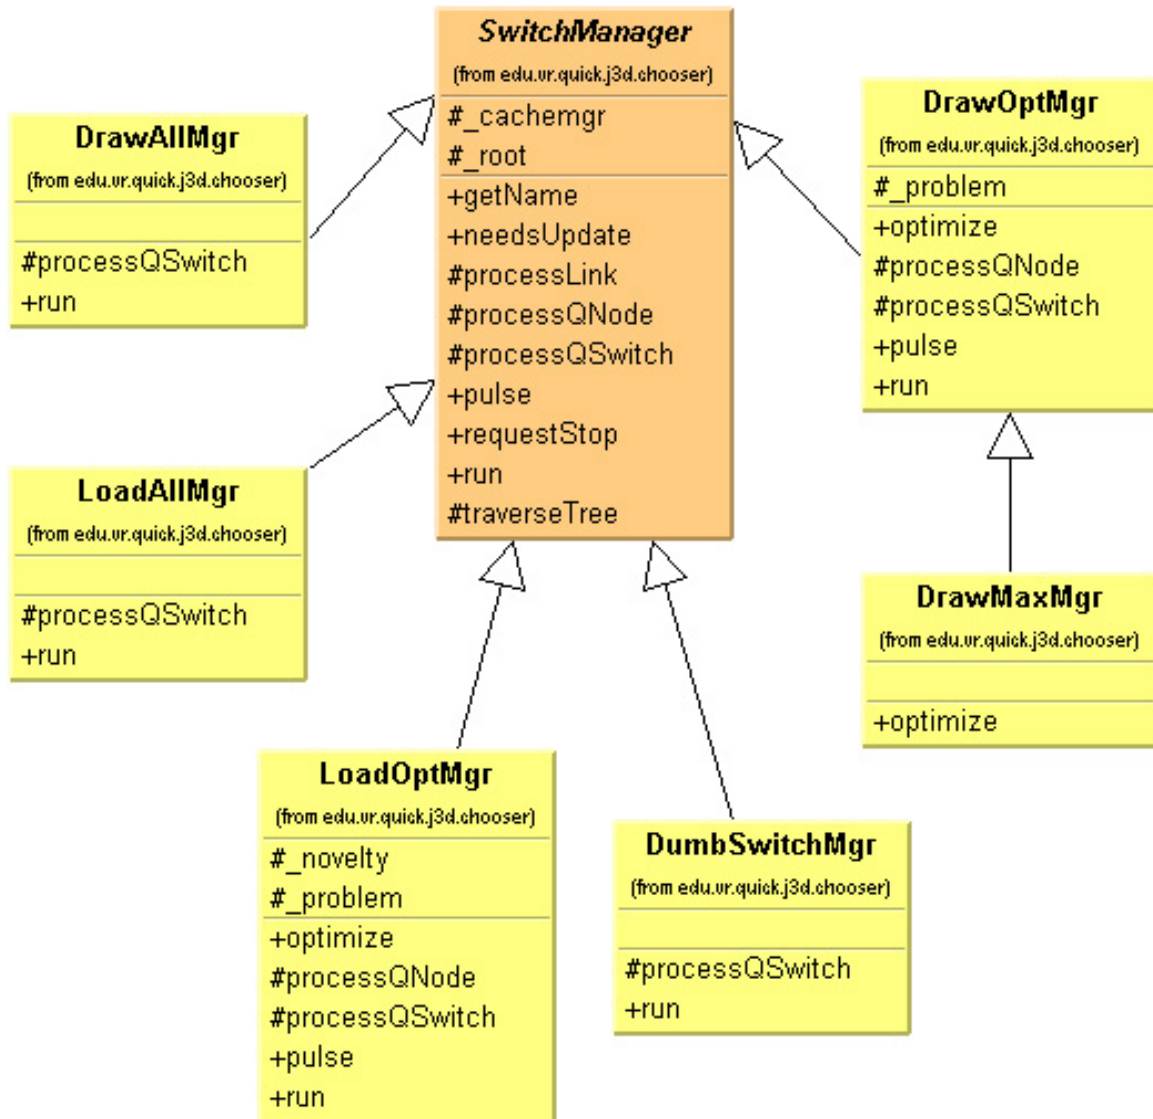 SwitchManager
(from edu.vr.quick.j3d.chooser)
#_cachemgr
#_root
+getName
+needsUpdate
#processLink
#processQNode
#processQSwitch
+pulse
+requestStop
+run
#traverseTree
DrawAllMgr
(from edu.vr.quick.j3d.chooser)
#processQSwitch
+run
DrawOptMgr
(from edu.vr.quick.j3d.chooser)
#_problem
+optimize
#processQNode
#processQSwitch
+pulse
+run
LoadAllMgr
(from edu.vr.quick.j3d.chooser)
#processQSwitch
+run
DrawMaxMgr
(from edu.vr.quick.j3d.chooser)
+optimize
LoadOptMgr
(from edu.vr.quick.j3d.chooser)
#_novelty
#_problem
+optimize
#processQNode
#processQSwitch
+pulse
+run
DumbSwitchMgr
(from edu.vr.quick.j3d.chooser)
#processQSwitch
+run